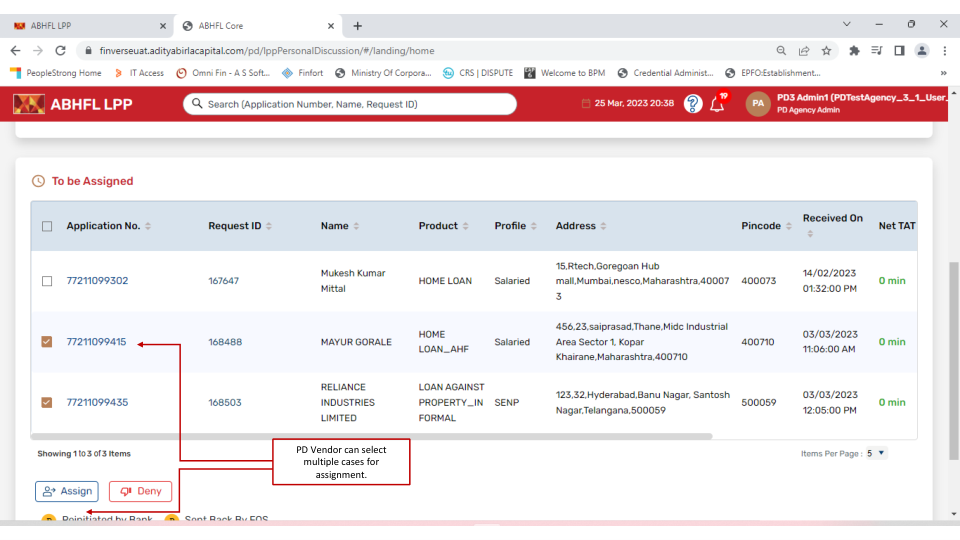 ABHFL LPP
ABHFL Core
finverseuat.adityabirlacapital.com/pd/lppPersonalDiscussion/#/landing/home
PeopleStrong Home
IT Access
Omni Fin - A S Soft...
Finfort
Ministry Of Corpora...
CRS | DISPUTE
Welcome to BPM
Credential Administ...
EPFO:Establishment...
»
ABHFL LPP
Search (Application Number, Name, Request ID)
25 Mar, 2023 20:38
19
PA
PD3 Admin1 (PDTestAgency_3_1_User_
PD Agency Admin
To be Assigned
Application No. Request ID Name Product Profile Address Pincode Received On Net TAT
77211099302 167647 Mukesh Kumar Mittal HOME LOAN Salaried
15,Rtech,Goregoan Hub
mall,Mumbai,nesco,Maharashtra,40007
3
400073
14/02/2023
01:32:00 PM
0 min
77211099415 168488 MAYUR GORALE
HOME
LOAN_AHF
Salaried
456,23,saiprasad,Thane,Midc Industrial
Area Sector 1, Kopar
Khairane,Maharashtra,400710
400710
03/03/2023
11:06:00 AM
0 min
77211099435 168503
RELIANCE
INDUSTRIES
LIMITED
LOAN AGAINST
PROPERTY_IN
FORMAL
SENP
123,32,Hyderabad,Banu Nagar, Santosh
Nagar,Telangana,500059
500059
03/03/2023
12:05:00 PM
0 min
Showing 1 to 3 of 3 Items
Items Per Page : 5
PD Vendor can select
multiple cases for
assignment.
Assign
Deny
Reinitiated by Bank
Sent Back By FOS